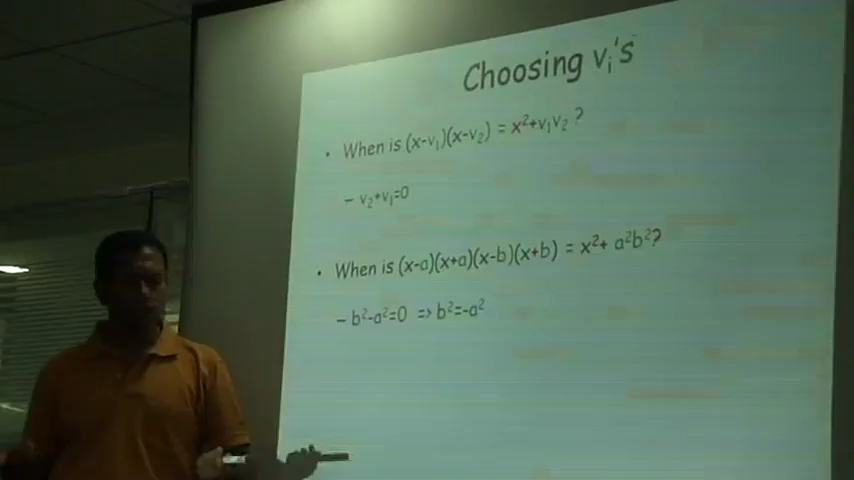 Choosing vᵢ's
• When is (x-v₁)(x-v₂) = x²+v₁v₂ ?
– v₂+v₁=0
• When is (x-a)(x+a)(x-b)(x+b) = x²+ a²b²?
– b²-a²=0 => b²=-a²